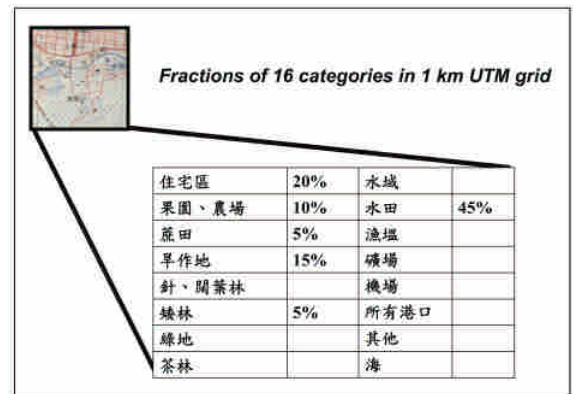 Fractions of 16 categories in 1 km UTM grid
住宅區 20% 水域
果園、農場 10% 水田 45%
蔗田 5% 漁塭
旱作地 15% 礦場
針、闊葉林 機場
矮林 5% 所有港口
綠地 其他
茶林 海